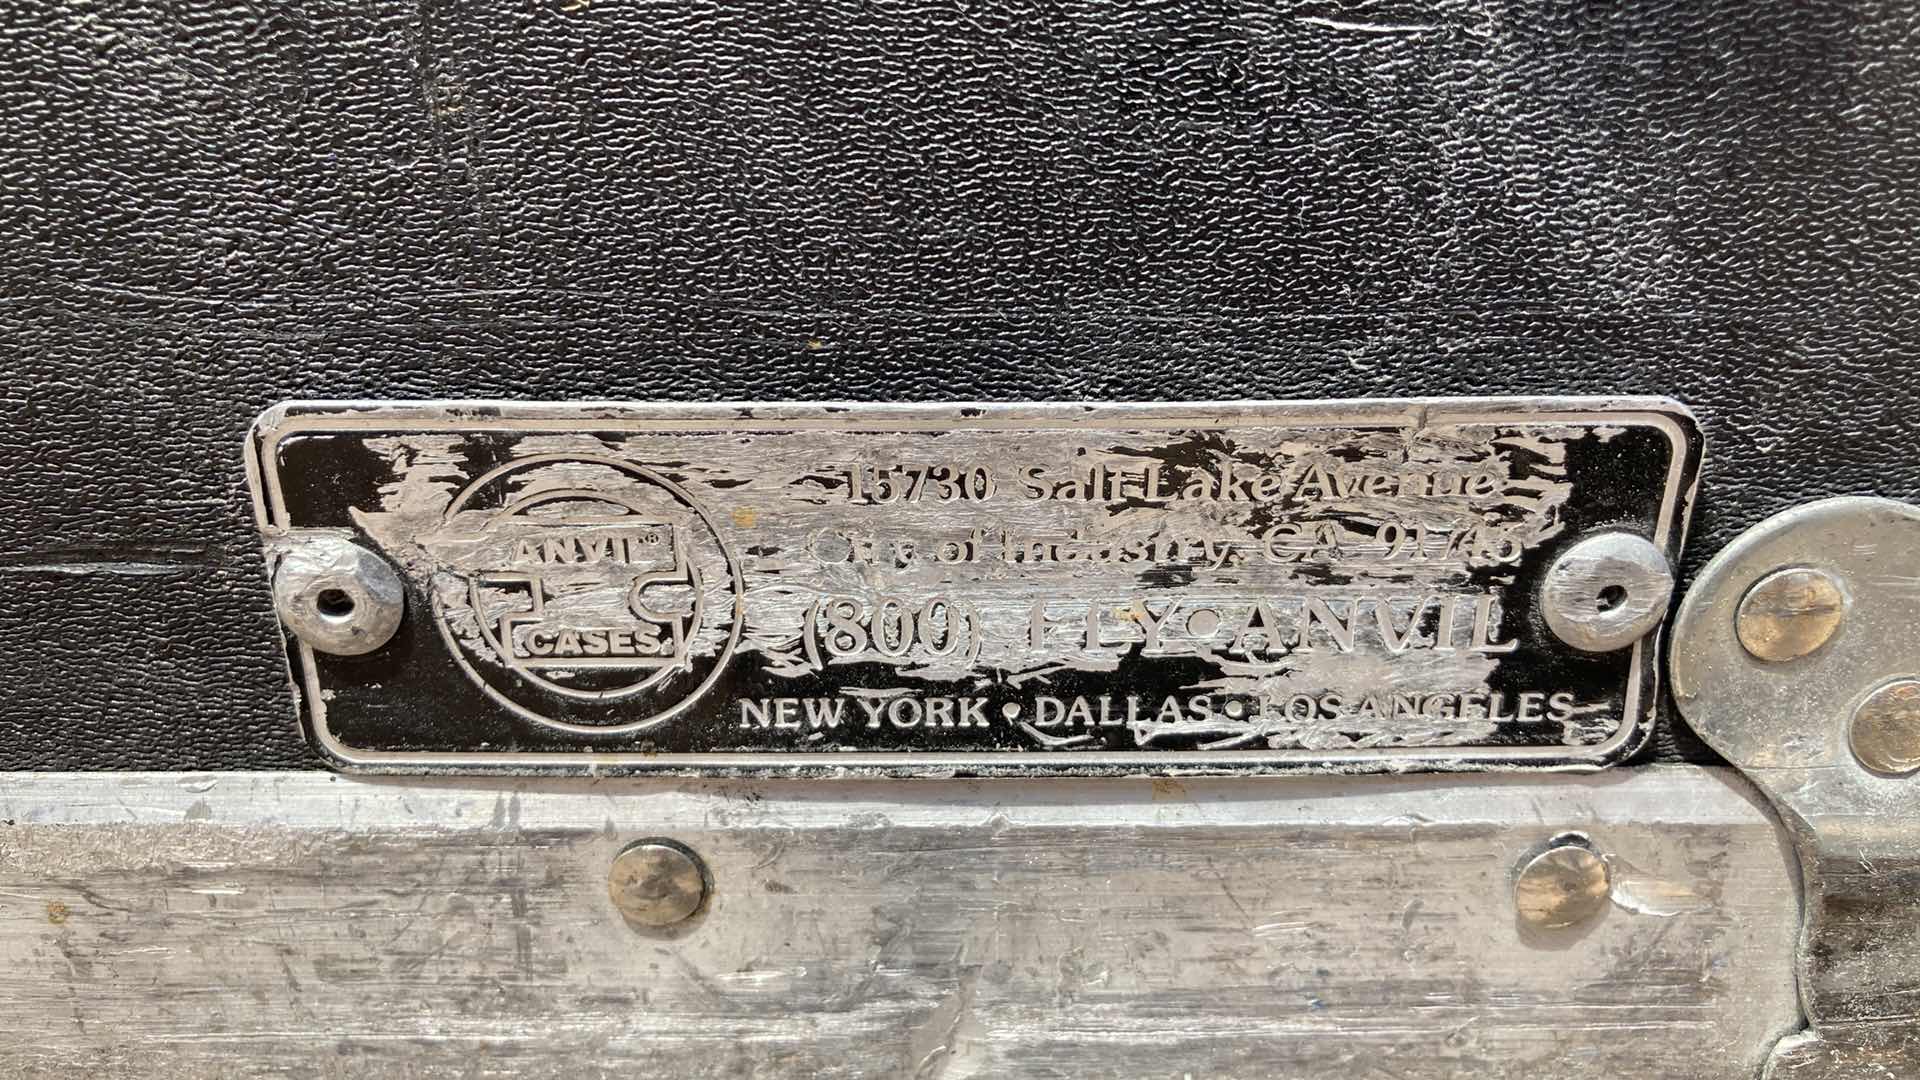 ANVIL®
CASES
15730 Salt Lake Avenue
City of Industry, CA 91745
(800) FLY•ANVIL
NEW YORK • DALLAS • LOS ANGELES